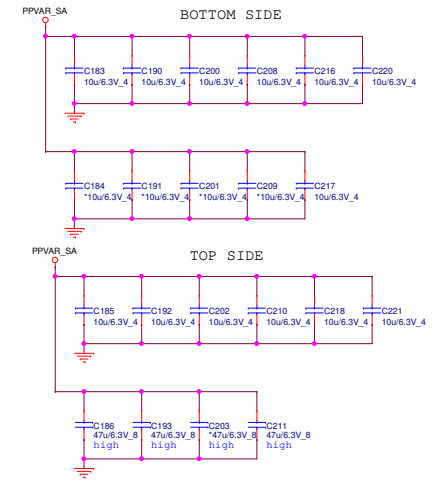 PPVAR_SA
BOTTOM SIDE
C183 C190 C200 C208 C216 C220
10u/6.3V_4 10u/6.3V_4 10u/6.3V_4 10u/6.3V_4 10u/6.3V_4 10u/6.3V_4
C184 C191 C201 C209 C217
*10u/6.3V_4 *10u/6.3V_4 *10u/6.3V_4 *10u/6.3V_4 10u/6.3V_4
PPVAR_SA
TOP SIDE
C185 C192 C202 C210 C218 C221
10u/6.3V_4 10u/6.3V_4 10u/6.3V_4 10u/6.3V_4 10u/6.3V_4 10u/6.3V_4
C186 C193 C203 C211
47u/6.3V_8 47u/6.3V_8 *47u/6.3V_8 47u/6.3V_8
high high high high